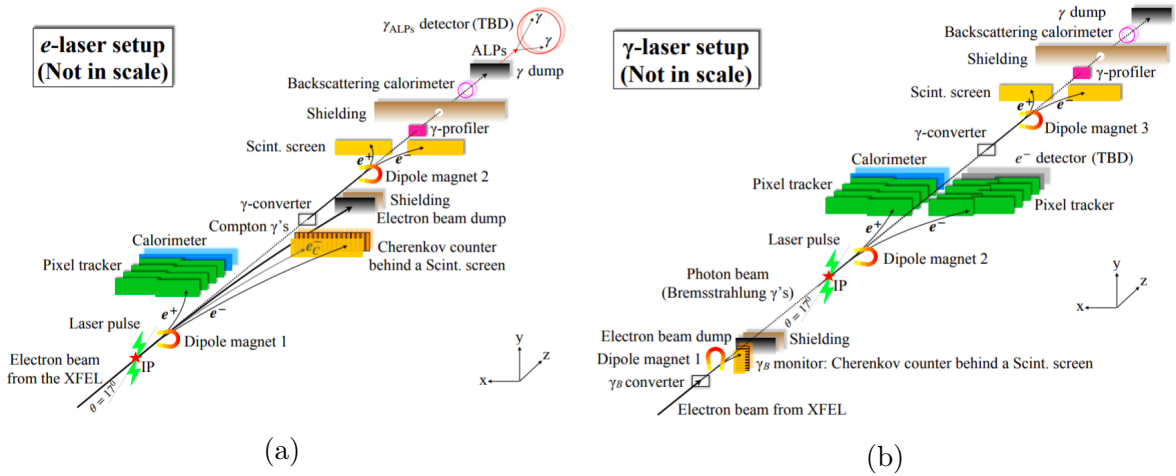 e-laser setup
(Not in scale)
γALPs detector (TBD)
γ
γ
ALPs
γ dump
Backscattering calorimeter
Shielding
γ-profiler
Scint. screen
e+
e−
Dipole magnet 2
γ-converter
Shielding
Electron beam dump
Compton γ's
Calorimeter
e−C
Cherenkov counter
behind a Scint. screen
Pixel tracker
e+
e−
Laser pulse
Dipole magnet 1
Electron beam
from the XFEL
IP
θ = 17⁰
y
z
x
(a)
γ-laser setup
(Not in scale)
γ dump
Backscattering calorimeter
Shielding
γ-profiler
Scint. screen
e+
e−
Dipole magnet 3
γ-converter
e− detector (TBD)
Calorimeter
Pixel tracker
Pixel tracker
e+
e−
Laser pulse
Dipole magnet 2
Photon beam
(Bremsstrahlung γ's)
IP
θ = 17⁰
y
z
x
Electron beam dump
Shielding
Dipole magnet 1
γB monitor: Cherenkov counter behind a Scint. screen
γB converter
Electron beam from XFEL
(b)